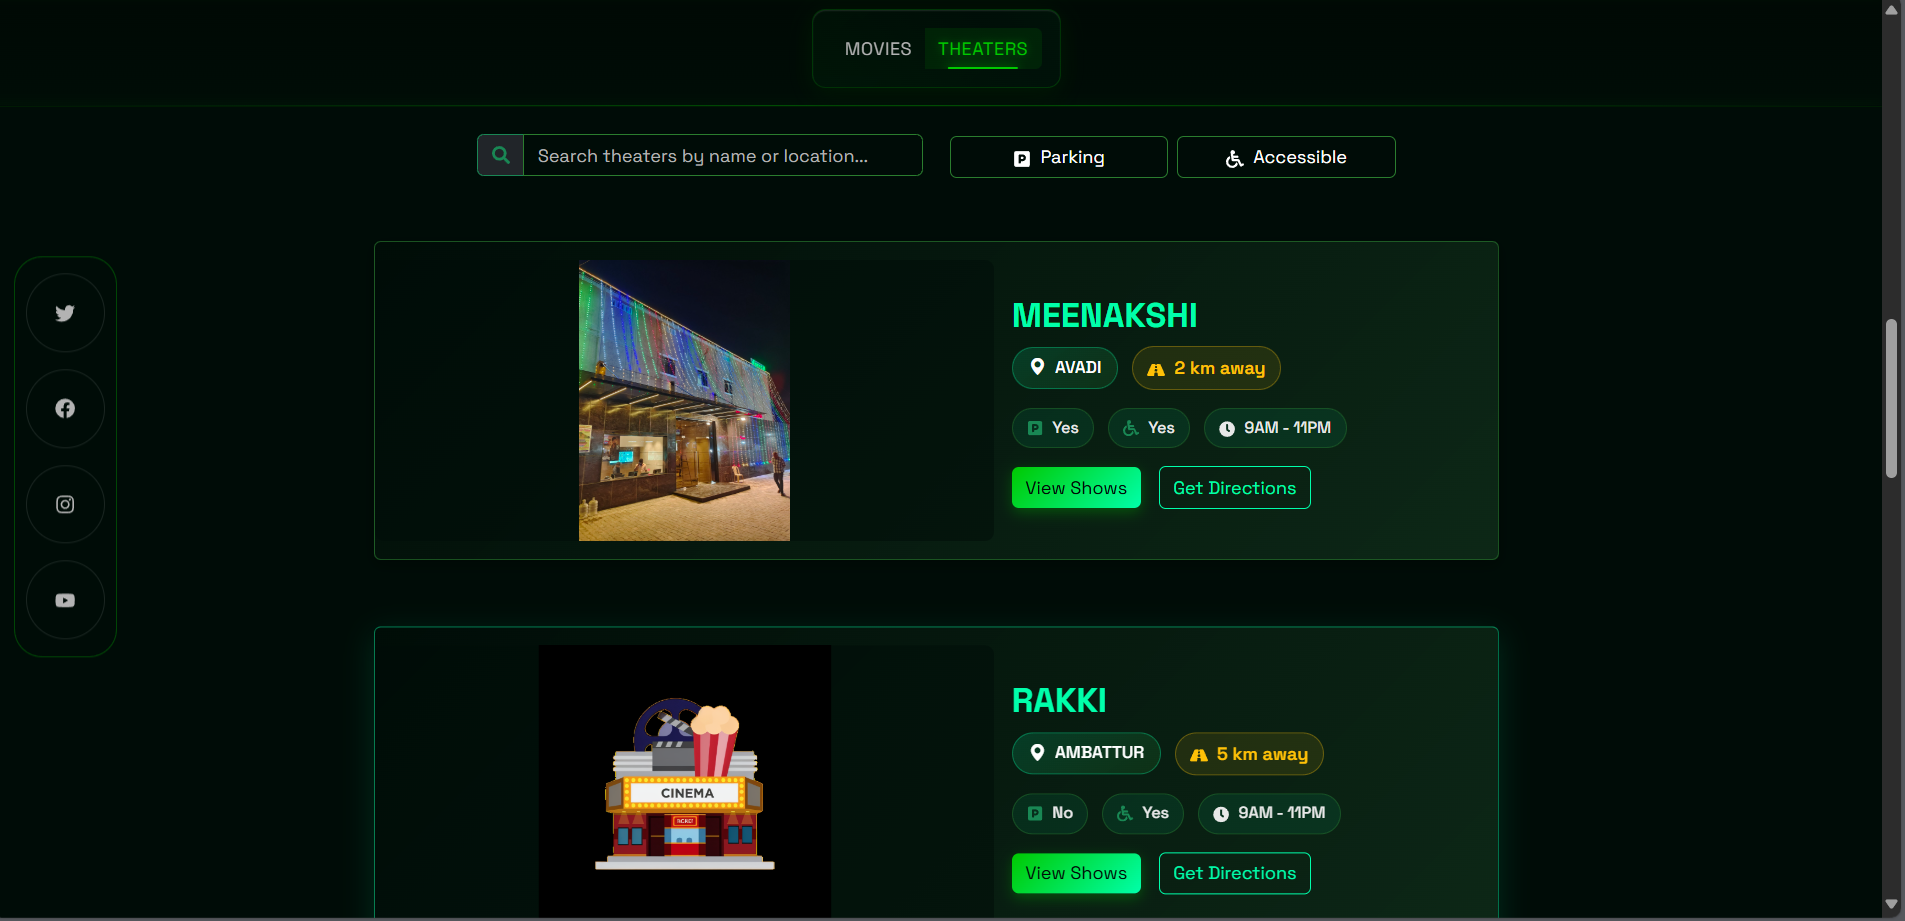 MOVIES THEATERS
Search theaters by name or location... Parking Accessible
MEENAKSHI
AVADI 2 km away
Yes Yes 9AM - 11PM
View Shows Get Directions
RAKKI
AMBATTUR 5 km away
CINEMA
No Yes 9AM - 11PM
TICKET
View Shows Get Directions